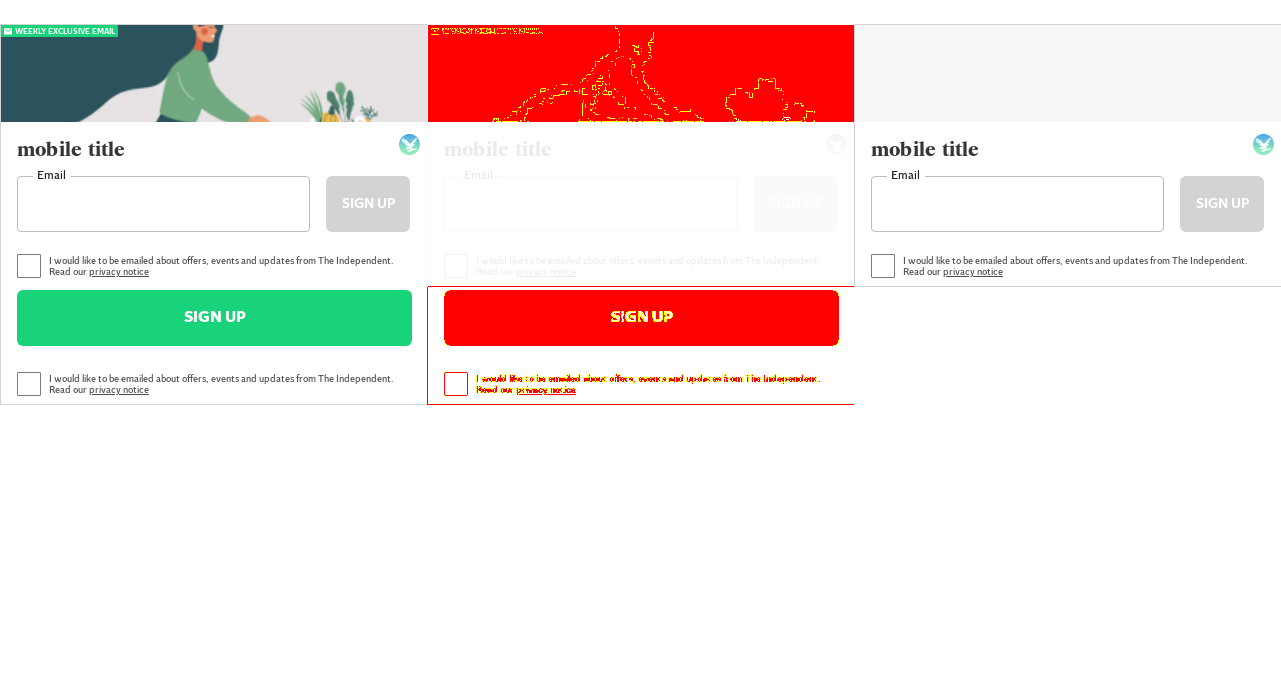 WEEKLY EXCLUSIVE EMAIL
mobile title
Email
SIGN UP
I would like to be emailed about offers, events and updates from The Independent.
Read our privacy notice
SIGN UP
I would like to be emailed about offers, events and updates from The Independent.
Read our privacy notice
mobile title
Email
SIGN UP
I would like to be emailed about offers, events and updates from The Independent.
Read our privacy notice
SIGN UP
I would like to be emailed about offers, events and updates from The Independent.
Read our privacy notice
mobile title
Email
SIGN UP
I would like to be emailed about offers, events and updates from The Independent.
Read our privacy notice